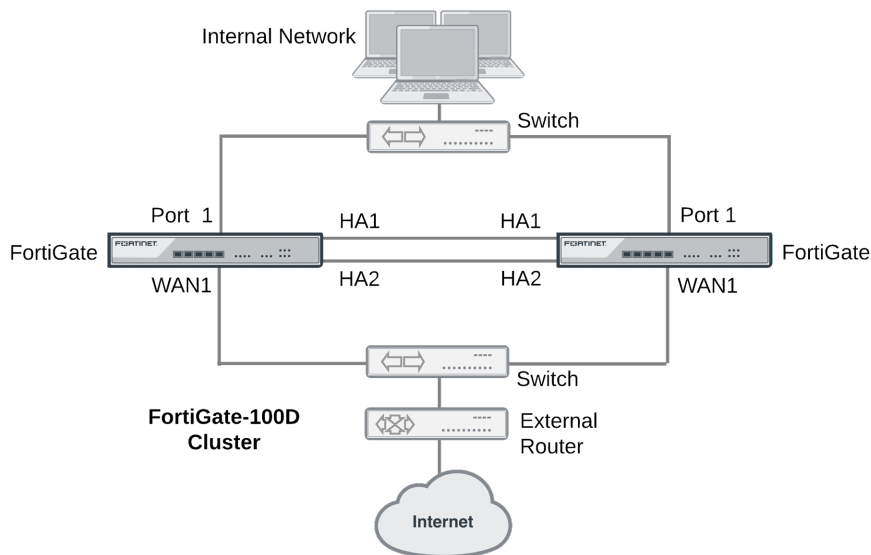 Internal Network
Switch
Port 1
HA1
HA1
Port 1
FortiGate
FORTINET
FORTINET
FortiGate
WAN1
HA2
HA2
WAN1
Switch
FortiGate-100D
Cluster
External
Router
Internet